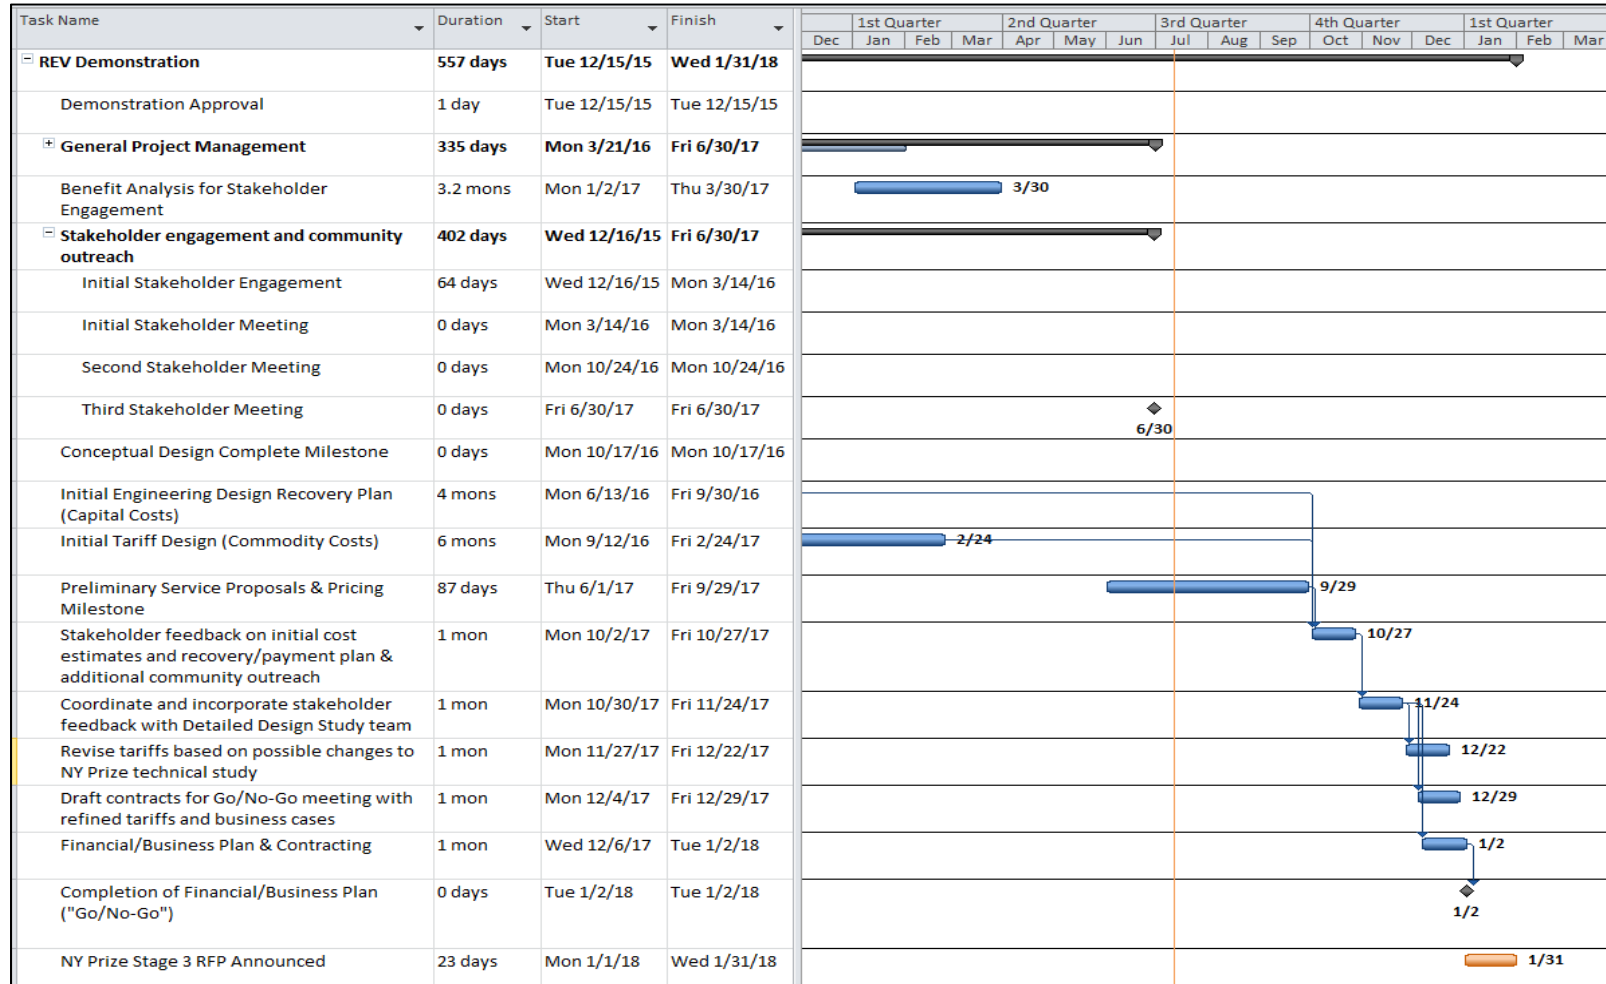 Task Name Duration Start Finish 1st Quarter 2nd Quarter 3rd Quarter 4th Quarter 1st Quarter
Dec Jan Feb Mar Apr May Jun Jul Aug Sep Oct Nov Dec Jan Feb Mar
REV Demonstration 557 days Tue 12/15/15 Wed 1/31/18
Demonstration Approval 1 day Tue 12/15/15 Tue 12/15/15
General Project Management 335 days Mon 3/21/16 Fri 6/30/17
Benefit Analysis for Stakeholder 3.2 mons Mon 1/2/17 Thu 3/30/17 3/30
Engagement
Stakeholder engagement and community 402 days Wed 12/16/15 Fri 6/30/17
outreach
Initial Stakeholder Engagement 64 days Wed 12/16/15 Mon 3/14/16
Initial Stakeholder Meeting 0 days Mon 3/14/16 Mon 3/14/16
Second Stakeholder Meeting 0 days Mon 10/24/16 Mon 10/24/16
Third Stakeholder Meeting 0 days Fri 6/30/17 Fri 6/30/17
6/30
Conceptual Design Complete Milestone 0 days Mon 10/17/16 Mon 10/17/16
Initial Engineering Design Recovery Plan 4 mons Mon 6/13/16 Fri 9/30/16
(Capital Costs)
Initial Tariff Design (Commodity Costs) 6 mons Mon 9/12/16 Fri 2/24/17 2/24
Preliminary Service Proposals & Pricing 87 days Thu 6/1/17 Fri 9/29/17 9/29
Milestone
Stakeholder feedback on initial cost 1 mon Mon 10/2/17 Fri 10/27/17 10/27
estimates and recovery/payment plan &
additional community outreach
Coordinate and incorporate stakeholder 1 mon Mon 10/30/17 Fri 11/24/17 11/24
feedback with Detailed Design Study team
Revise tariffs based on possible changes to 1 mon Mon 11/27/17 Fri 12/22/17 12/22
NY Prize technical study
Draft contracts for Go/No-Go meeting with 1 mon Mon 12/4/17 Fri 12/29/17 12/29
refined tariffs and business cases
Financial/Business Plan & Contracting 1 mon Wed 12/6/17 Tue 1/2/18 1/2
Completion of Financial/Business Plan 0 days Tue 1/2/18 Tue 1/2/18
("Go/No-Go") 1/2
NY Prize Stage 3 RFP Announced 23 days Mon 1/1/18 Wed 1/31/18 1/31